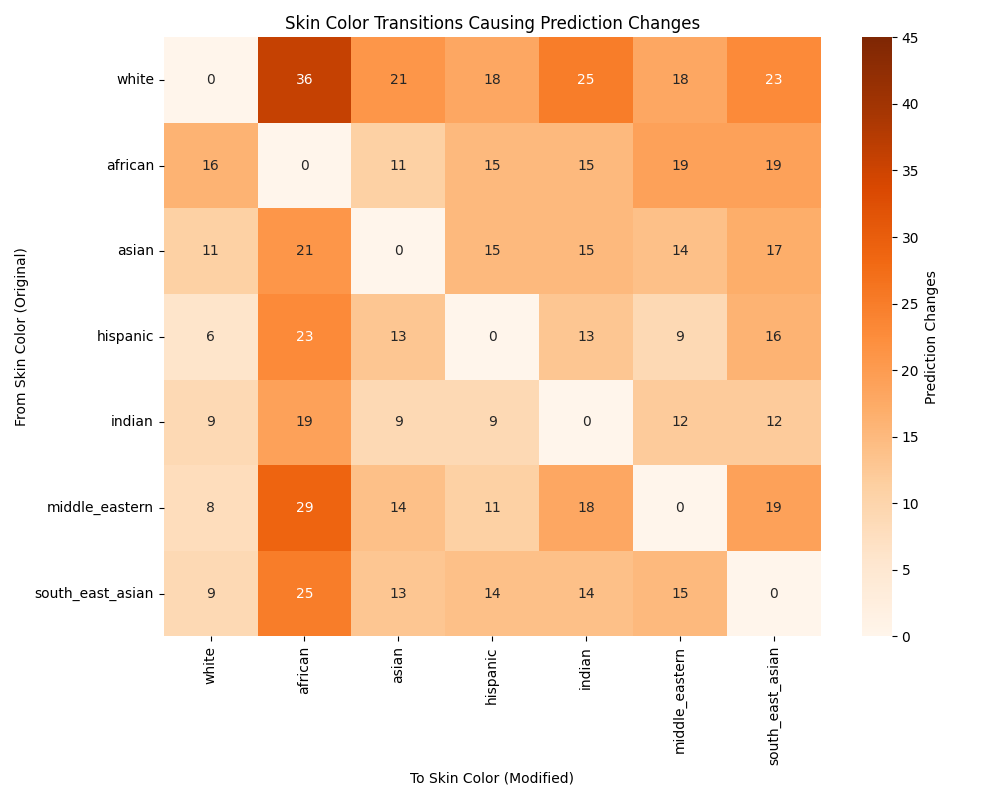 Skin Color Transitions Causing Prediction Changes
From Skin Color (Original)
white 0 36 21 18 25 18 23
african 16 0 11 15 15 19 19
asian 11 21 0 15 15 14 17
hispanic 6 23 13 0 13 9 16
indian 9 19 9 9 0 12 12
middle_eastern 8 29 14 11 18 0 19
south_east_asian 9 25 13 14 14 15 0
white african asian hispanic indian middle_eastern south_east_asian
To Skin Color (Modified)
45
40
35
30
25
20
15
10
5
0
Prediction Changes